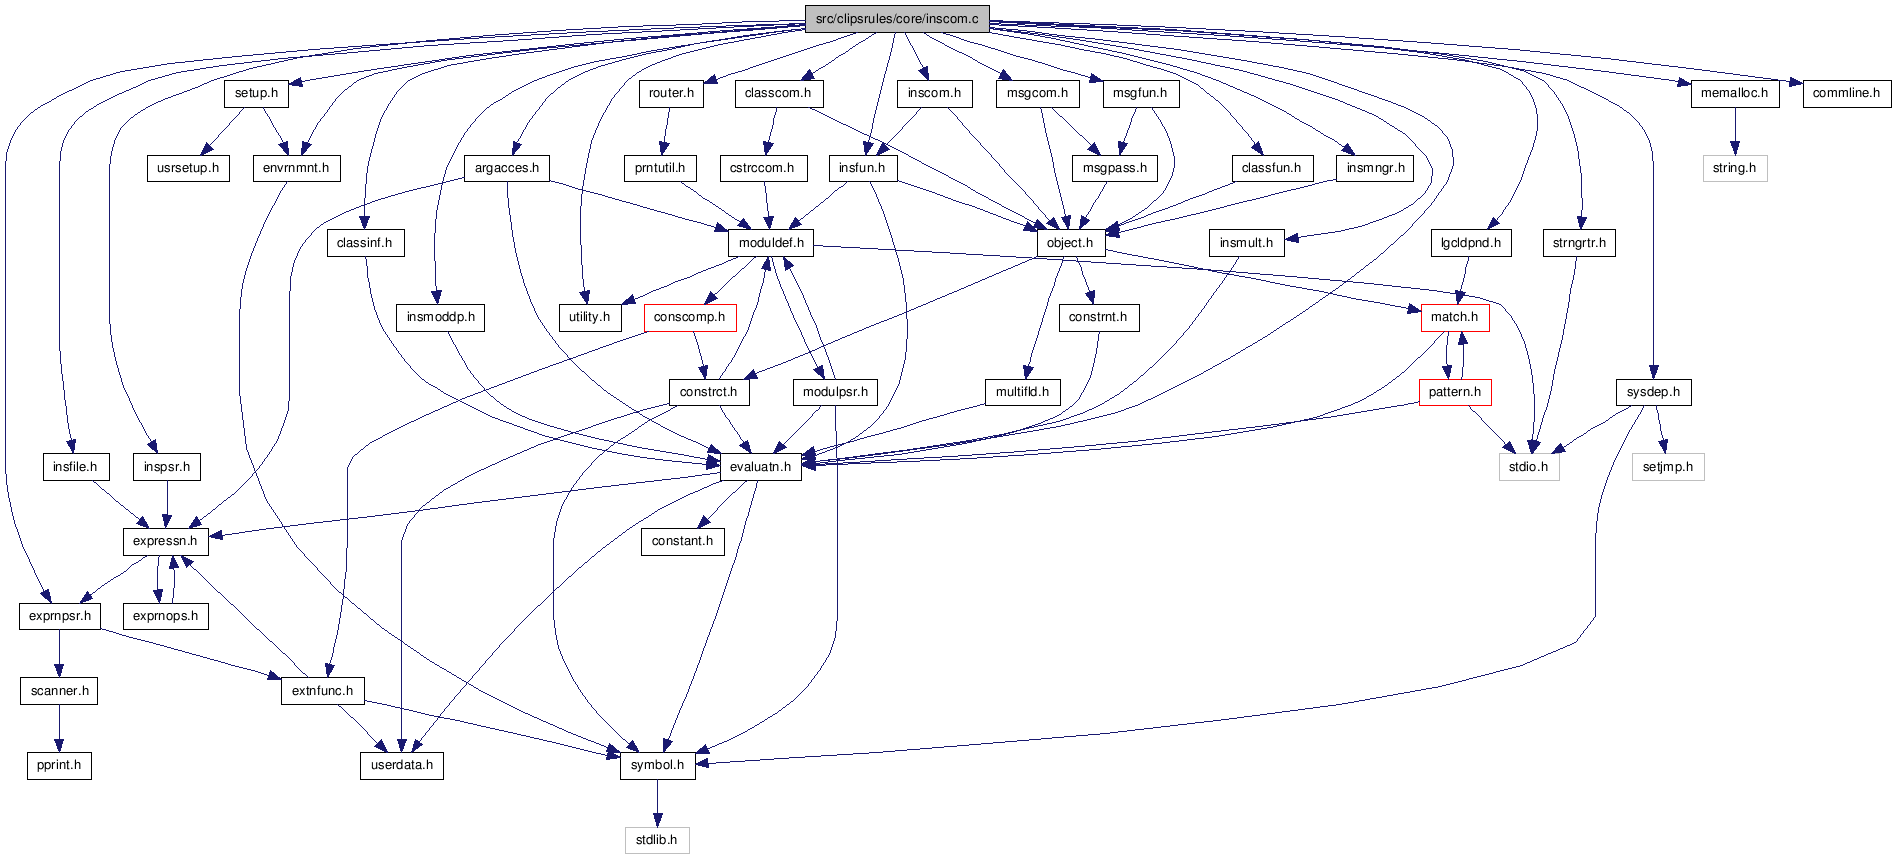 src/clipsrules/core/inscom.c
setup.h
router.h
classcom.h
inscom.h
msgcom.h
msgfun.h
memalloc.h
commline.h
usrsetup.h
envrnmnt.h
argacces.h
prntutil.h
cstrccom.h
insfun.h
msgpass.h
classfun.h
insmngr.h
string.h
classinf.h
moduldef.h
object.h
insmult.h
lgcldpnd.h
strngrtr.h
insmoddp.h
utility.h
conscomp.h
constrnt.h
match.h
constrct.h
modulpsr.h
multifld.h
pattern.h
sysdep.h
insfile.h
inspsr.h
evaluatn.h
stdio.h
setjmp.h
expressn.h
constant.h
exprnpsr.h
exprnops.h
scanner.h
extnfunc.h
pprint.h
userdata.h
symbol.h
stdlib.h